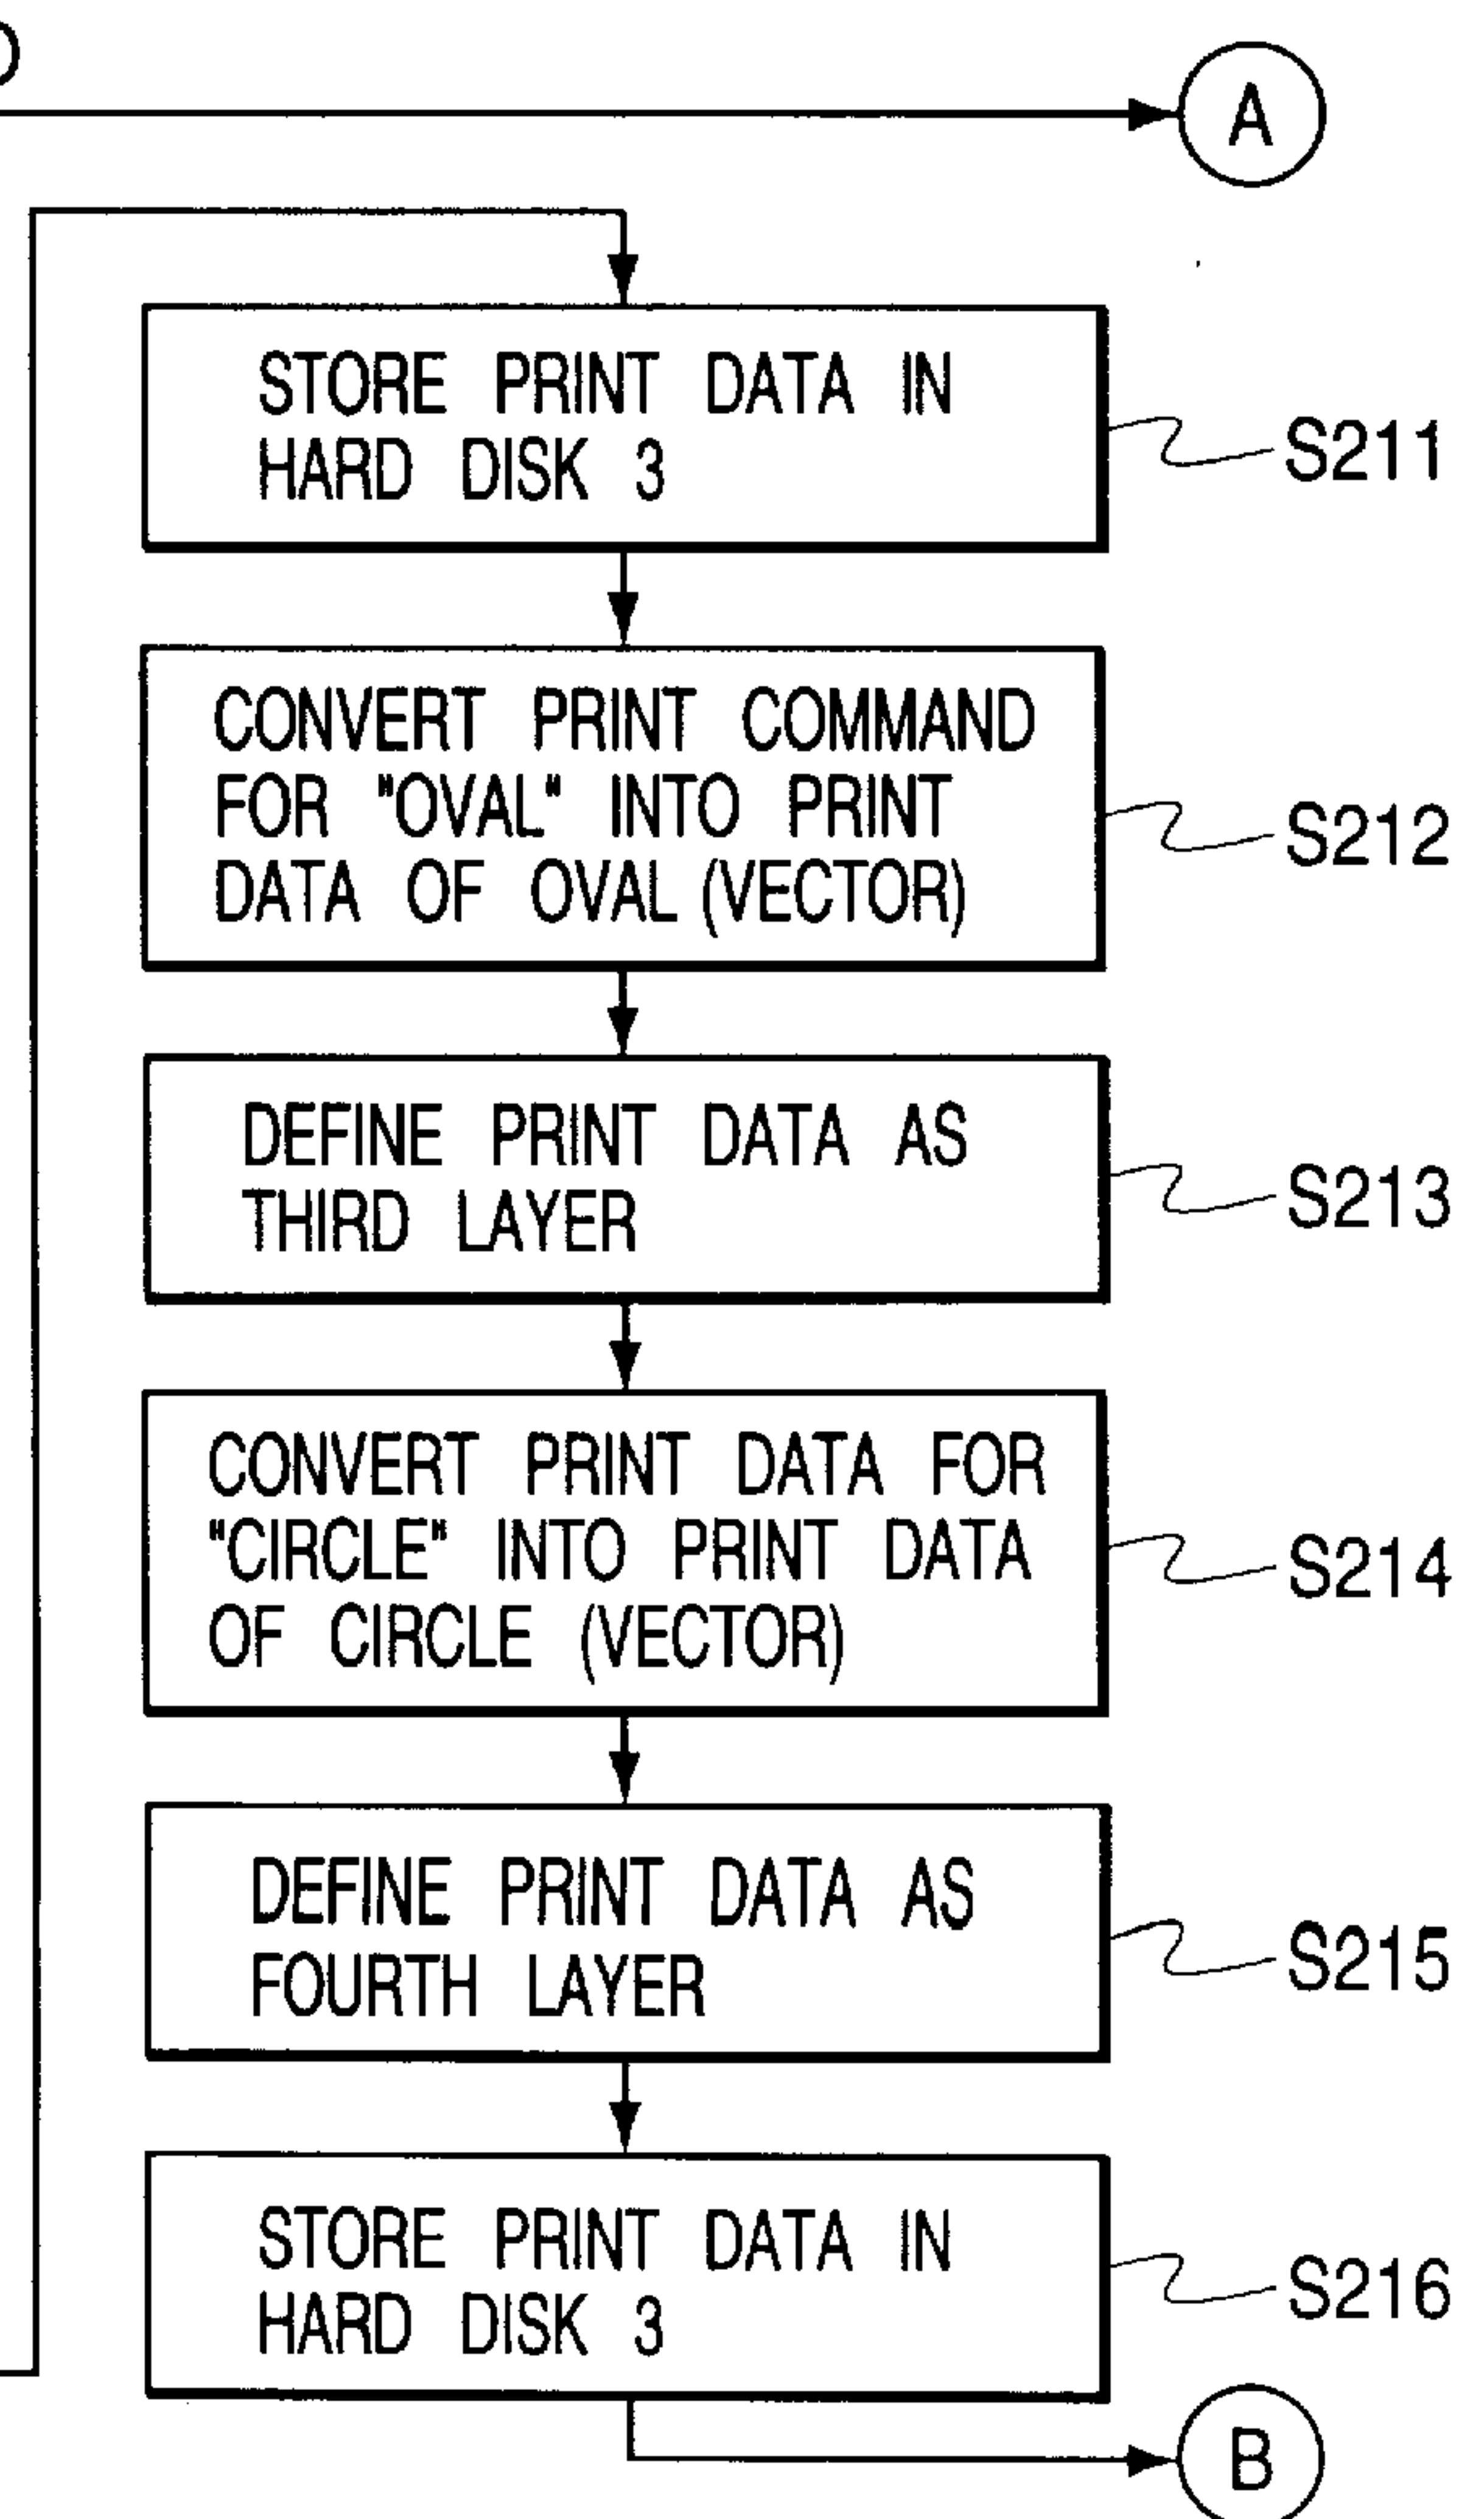 A
STORE PRINT DATA IN
HARD DISK 3
S211
CONVERT PRINT COMMAND
FOR "OVAL" INTO PRINT
DATA OF OVAL (VECTOR)
S212
DEFINE PRINT DATA AS
THIRD LAYER
S213
CONVERT PRINT DATA FOR
"CIRCLE" INTO PRINT DATA
OF CIRCLE (VECTOR)
S214
DEFINE PRINT DATA AS
FOURTH LAYER
S215
STORE PRINT DATA IN
HARD DISK 3
S216
B